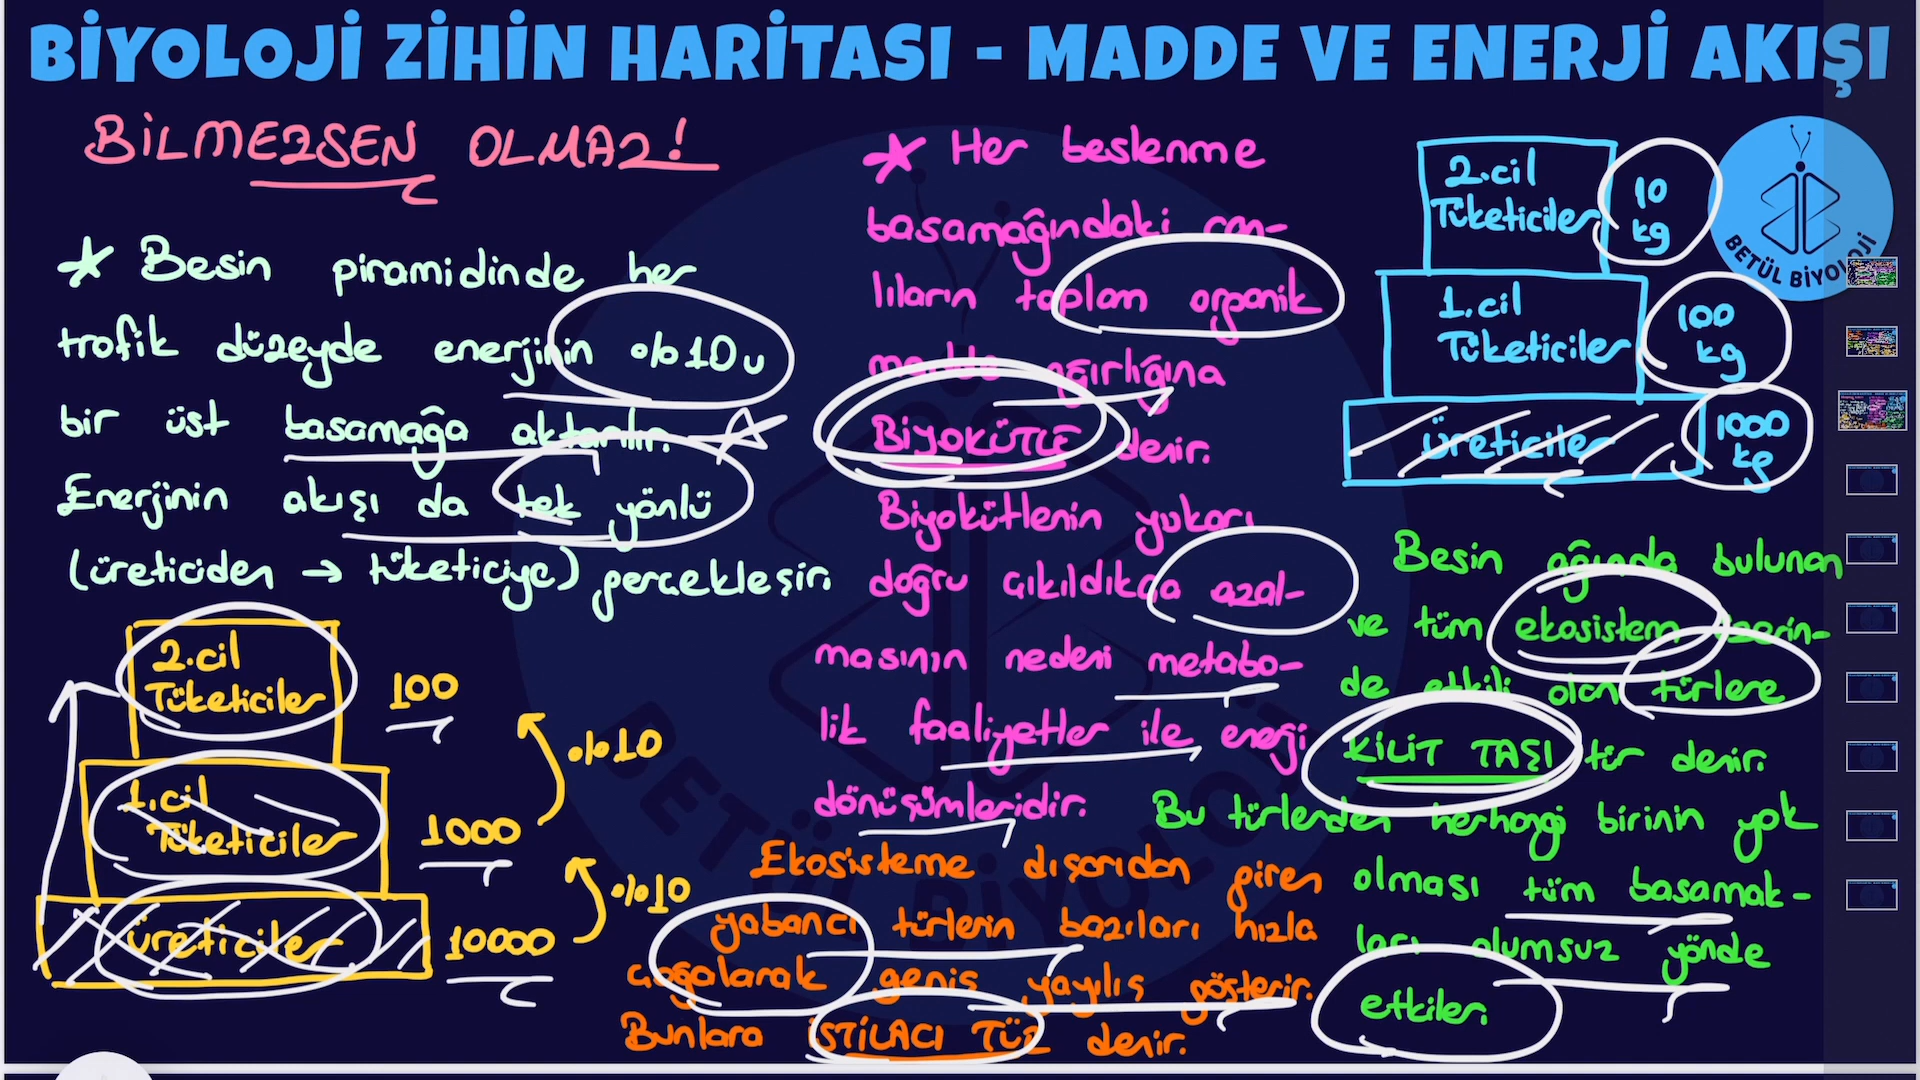 BİYOLOJİ ZİHİN HARİTASI - MADDE VE ENERJİ AKIŞI
BİLMEZSEN OLMAZ!
★ Besin piramidinde her
trofik düzeyde enerjinin %10u
bir üst basamağa aktarılır.
Enerjinin akışı da tek yönlü
(üreticiden → tüketiciye) gerçekleşir.
2.cil
Tüketiciler
100
%10
1.cil
Tüketiciler
1000
%10
üreticiler
10000
★ Her beslenme
basamağındaki can-
lıların toplam organik
madde ağırlığına
BİYOKÜTLE denir.
Biyokütlenin yukarı
doğru çıkıldıkça azal-
masının nedeni metabo-
lik faaliyetler ile enerji
dönüşümleridir.
Ekosisteme dışarıdan giren
yabancı türlerin bazıları hızla
çoğalarak geniş yayılış gösterir.
Bunlara İSTİLACI TÜR denir.
2.cil
Tüketiciler
10
kg
1.cil
Tüketiciler
100
kg
üreticiler
1000
kg
BETÜL BİYOLOJİ
Besin ağında bulunan
ve tüm ekosistem üzerin-
de etkili olan türlere
KİLİT TAŞI tür denir.
Bu türlerden herhangi birinin yok
olması tüm basamak-
ları olumsuz yönde
etkiler.
BETÜL BİYOLOJİ